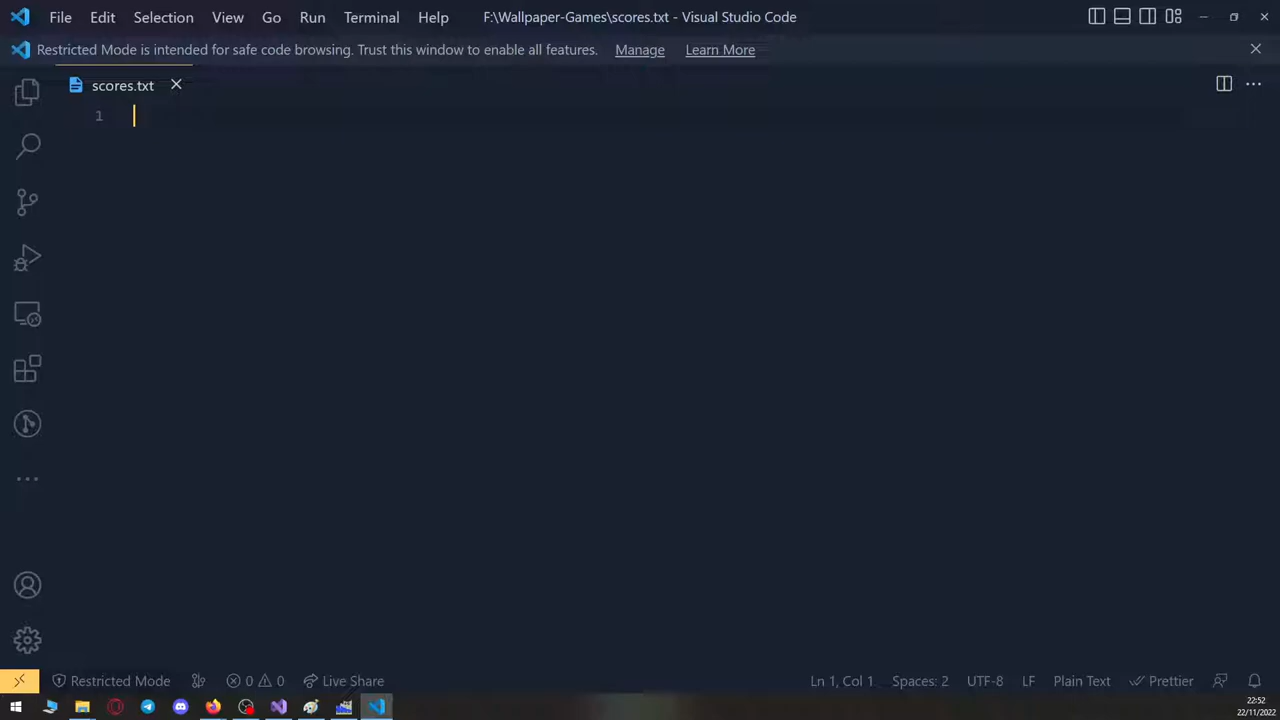 File Edit Selection View Go Run Terminal Help F:\Wallpaper-Games\scores.txt - Visual Studio Code
Restricted Mode is intended for safe code browsing. Trust this window to enable all features. Manage Learn More
scores.txt
1
Restricted Mode 0 0 Live Share Ln 1, Col 1 Spaces: 2 UTF-8 LF Plain Text Prettier
22:52
22/11/2022